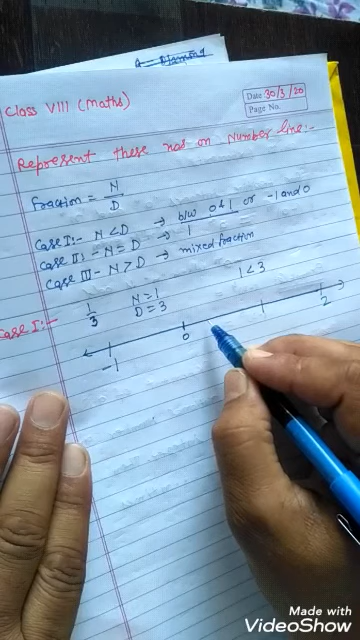 Class VIII (Maths)
Date 30/3/20
Page No.
Represent these nos on Number line:-
fraction = N/D
Case I:- N < D → b/w 0 & 1 or -1 and 0
Case II:- N = D → 1
Case III:- N > D → mixed fraction
Case I:-
1/3 N = 1 1 < 3
D = 3
-1 0 1 2
Made with
VideoShow